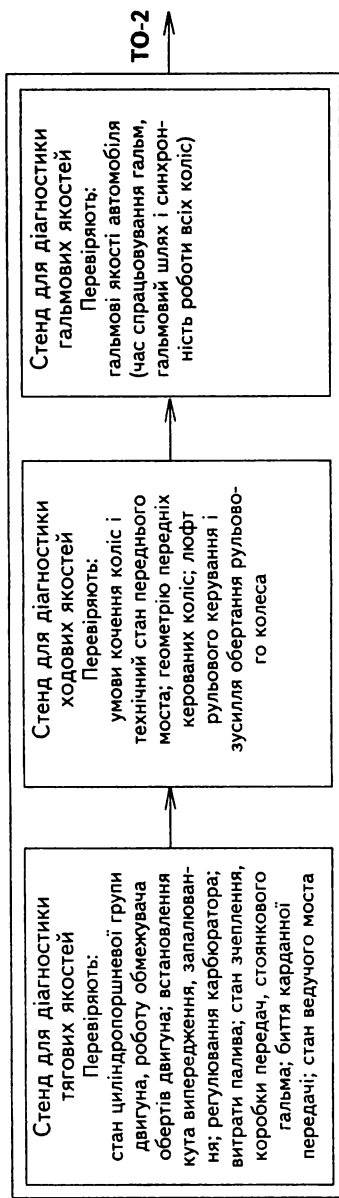 Стенд для діагностики
тягових якостей
Перевіряють:
стан циліндропоршневої групи
двигуна, роботу обмежувача
обертів двигуна; встановлення
кута випередження, запалюван-
ня; регулювання карбюратора;
витрати палива; стан зчеплення,
коробки передач, стоянкового
гальма; биття карданної
передачі; стан ведучого моста
Стенд для діагностики
ходових якостей
Перевіряють:
умови кочення коліс і
технічний стан переднього
моста; геометрію передніх
керованих коліс; люфт
рульового керування і
зусилля обертання рульово-
го колеса
Стенд для діагностики
гальмових якостей
Перевіряють:
гальмові якості автомобіля
(час спрацьовування гальм,
гальмовий шлях і синхрон-
ність роботи всіх коліс)
ТО-2